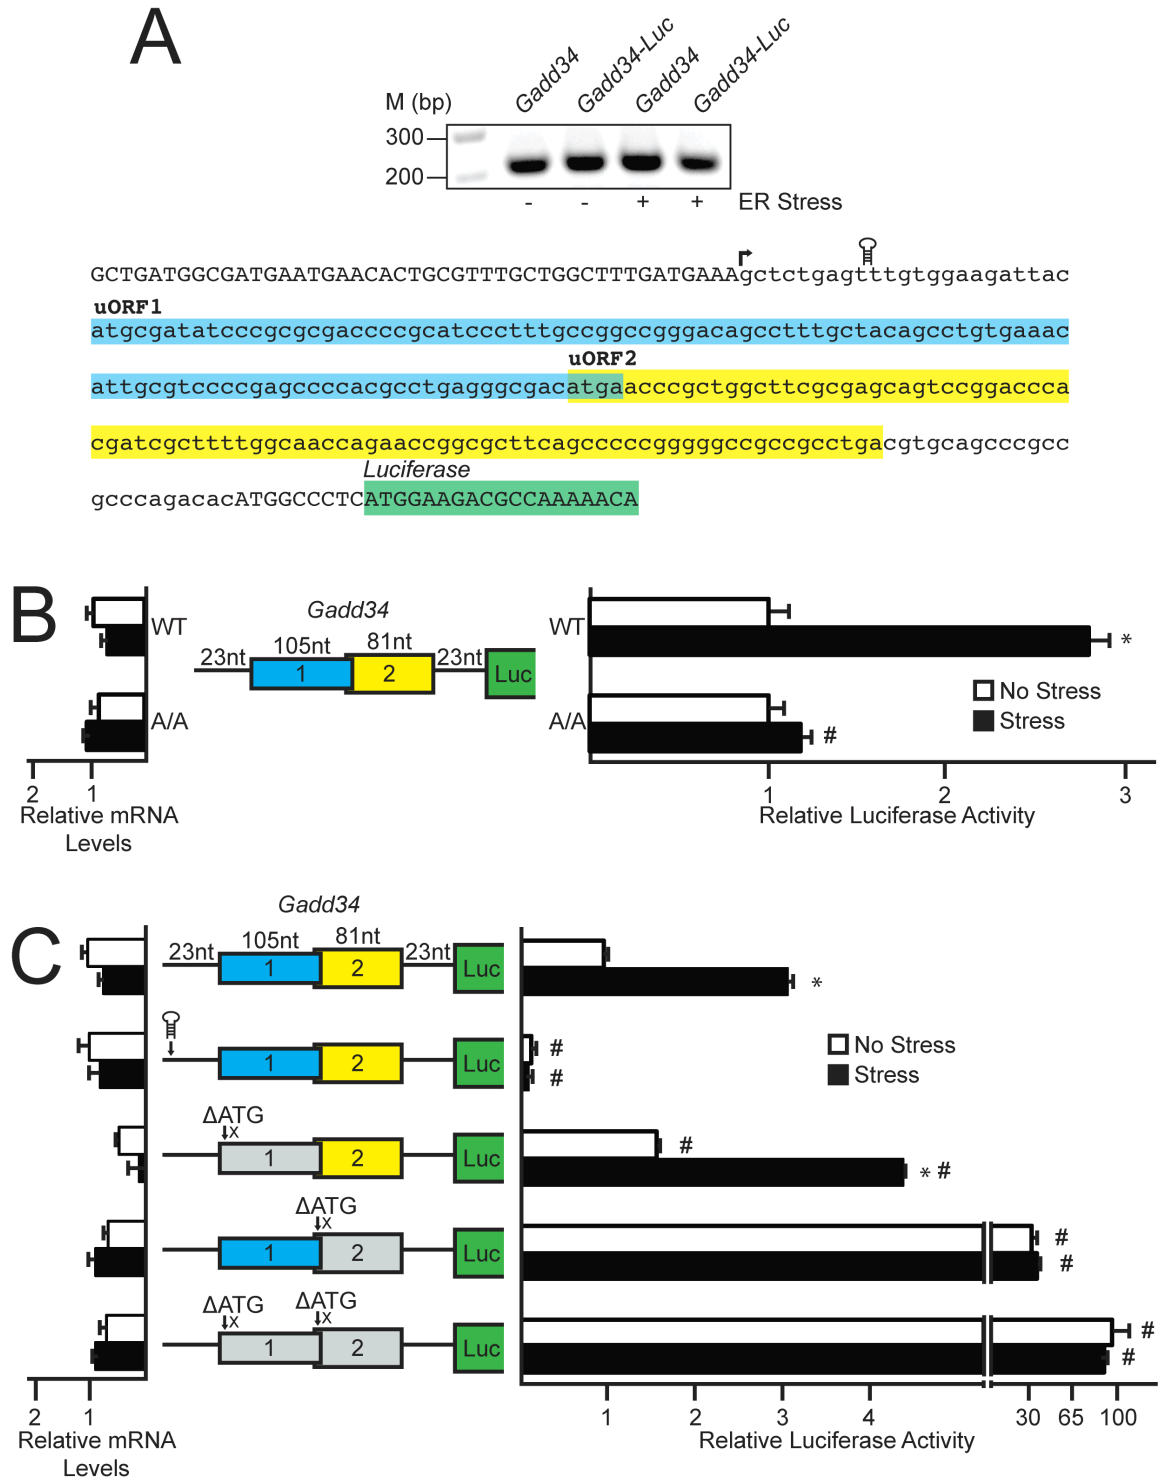 A
Gadd34 Gadd34-Luc Gadd34 Gadd34-Luc
M (bp)
300
200
- - + + ER Stress
GCTGATGGCGATGAATGAACACTGCGTTTGCTGGCTTTGATGAAAgctctgagtttgtggaagattac
uORF1
atgcgatatcccgcgcgaccccgcatccctttgccggccgggacagcctttgctacagcctgtgaaac
uORF2
attgcgtccccgagccccacgcctgagggcgacatgaacccgctggcttcgcgagcagtccggaccca
cgatcgcttttggcaaccagaaccggcgcttcagcccccgggggccgccgcctgacgtgcagcccgcc
Luciferase
gcccagacacATGGCCCTCATGGAAGACGCCAAAAACA
B
WT
Gadd34
23nt 105nt 81nt 23nt
1 2 Luc
A/A
2 1
Relative mRNA
Levels
WT
*
No Stress
Stress
A/A
#
1 2 3
Relative Luciferase Activity
C
Gadd34
23nt 105nt 81nt 23nt
1 2 Luc
*
1 2 Luc
#
#
No Stress
Stress
ΔATG
x
1 2 Luc
#
* #
ΔATG
x
1 2 Luc
#
#
ΔATG ΔATG
x x
1 2 Luc
#
#
2 1
Relative mRNA
Levels
1 2 3 4 30 65 100
Relative Luciferase Activity